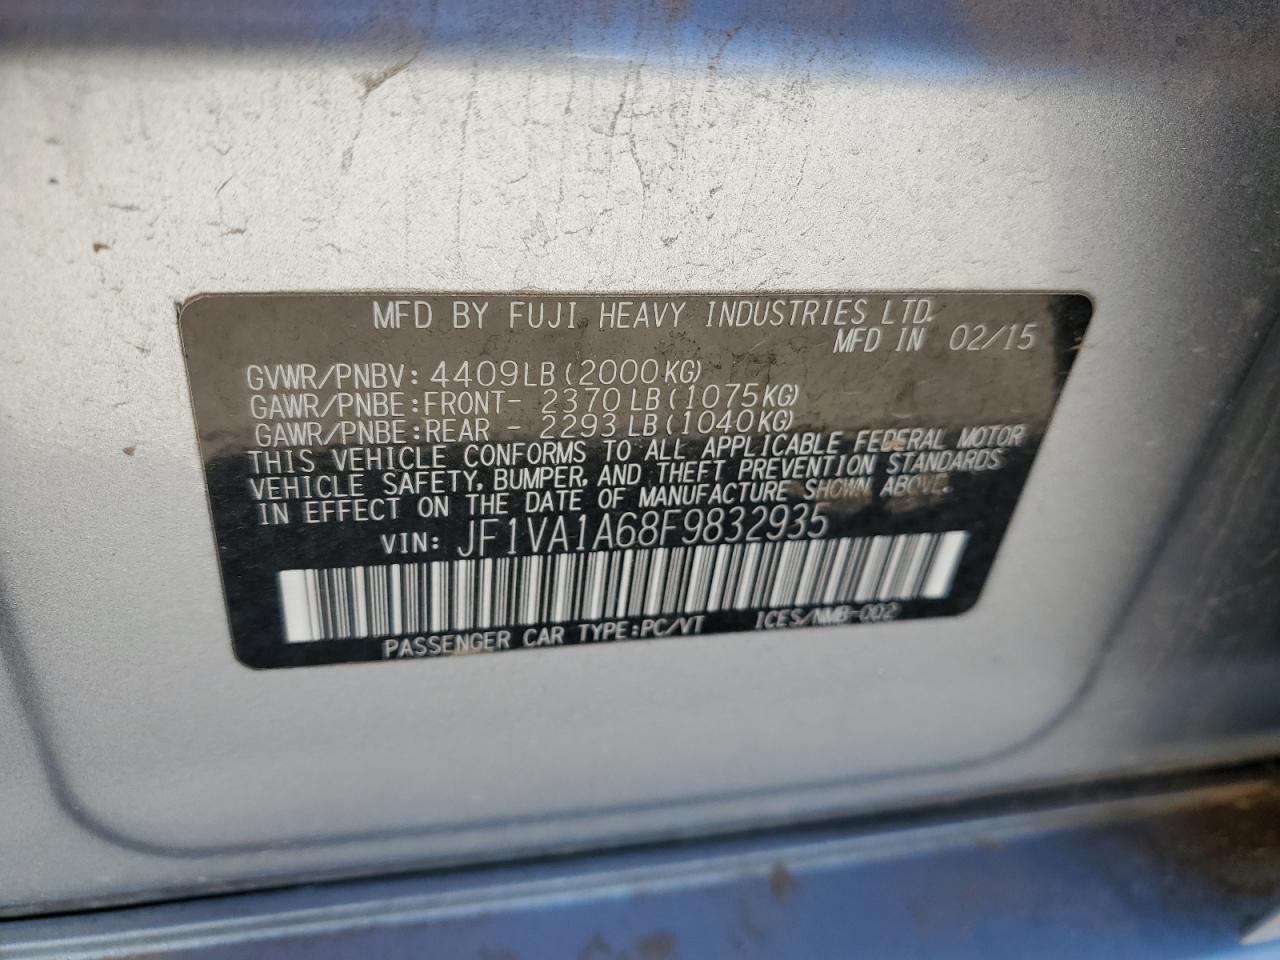 MFD BY FUJI HEAVY INDUSTRIES LTD.
MFD IN 02/15
GVWR/PNBV: 4409LB(2000KG)
GAWR/PNBE:FRONT- 2370LB(1075KG)
GAWR/PNBE:REAR - 2293LB(1040KG)
THIS VEHICLE CONFORMS TO ALL APPLICABLE FEDERAL MOTOR
VEHICLE SAFETY, BUMPER, AND THEFT PREVENTION STANDARDS
IN EFFECT ON THE DATE OF MANUFACTURE SHOWN ABOVE.
VIN: JF1VA1A68F9832935
PASSENGER CAR TYPE:PC/VT ICES/NMB-002